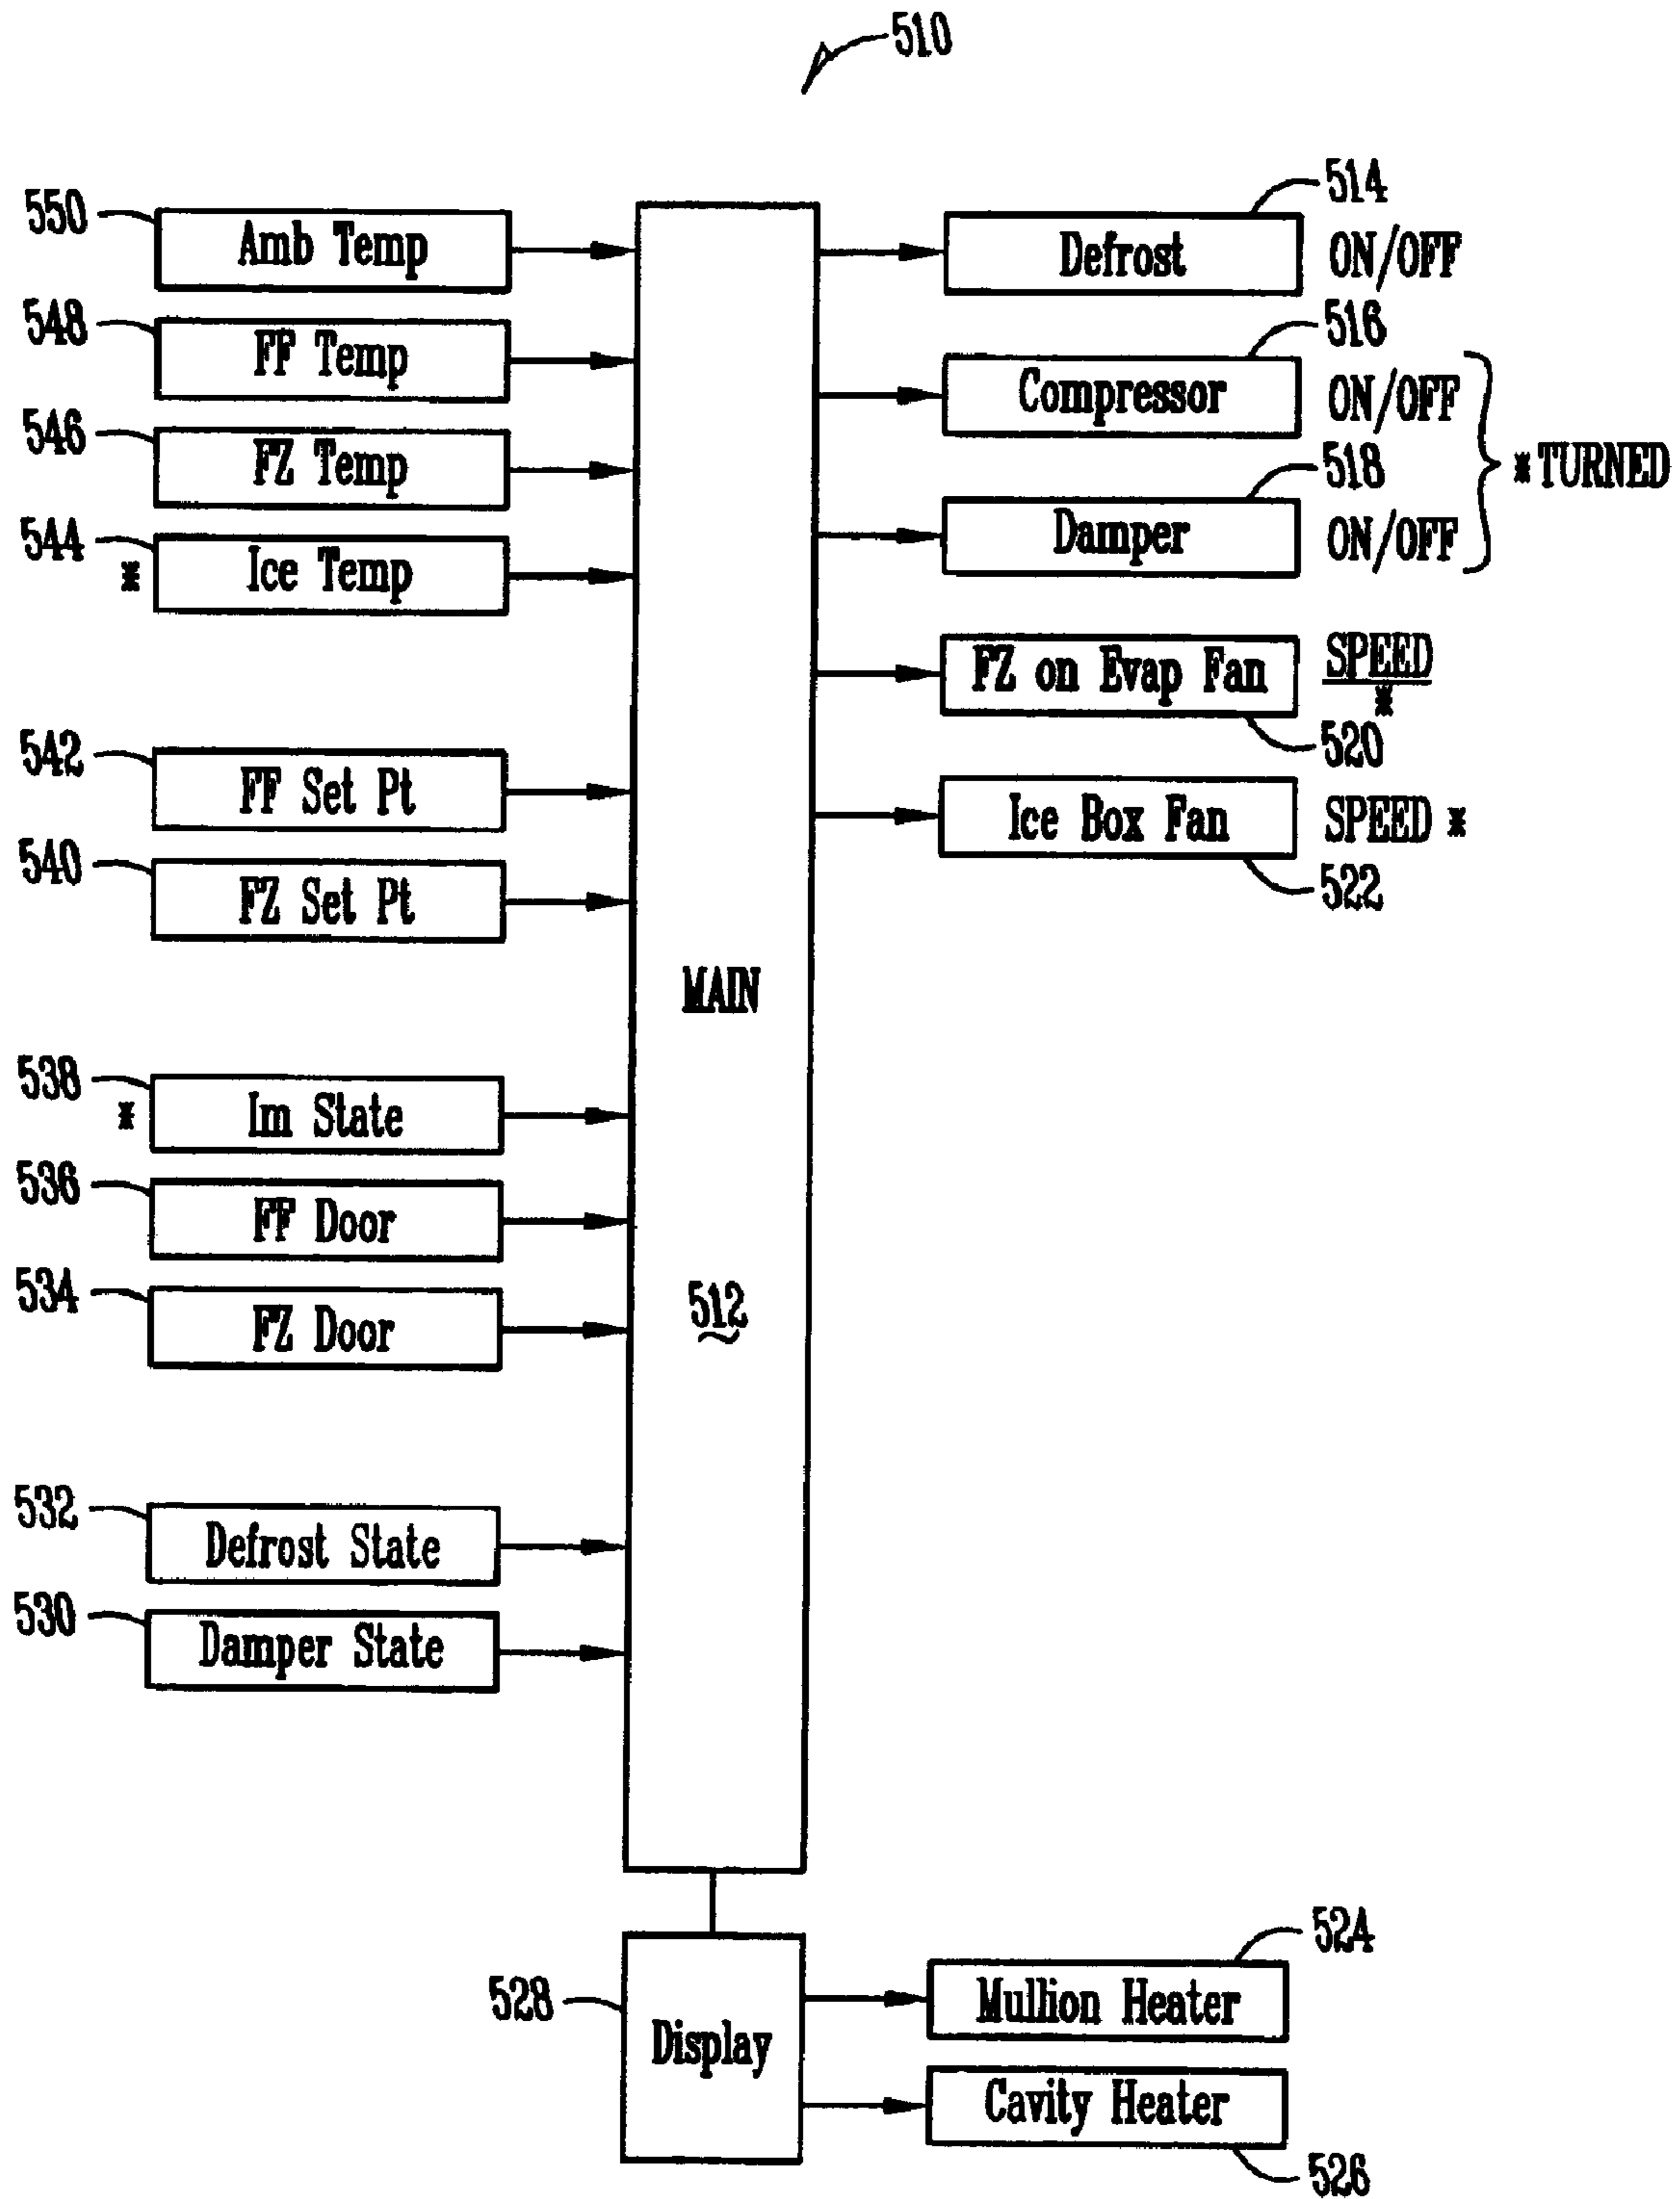 510
550
Amb Temp
548
FF Temp
546
FZ Temp
544
* Ice Temp
542
FF Set Pt
540
FZ Set Pt
538
* Im State
536
FF Door
534
FZ Door
532
Defrost State
530
Damper State
MAIN
512
514
Defrost ON/OFF
516
Compressor ON/OFF
518
Damper ON/OFF
* TURNED
FZ on Evap Fan SPEED
*
520
Ice Box Fan SPEED *
522
528
Display
524
Mullion Heater
Cavity Heater
526